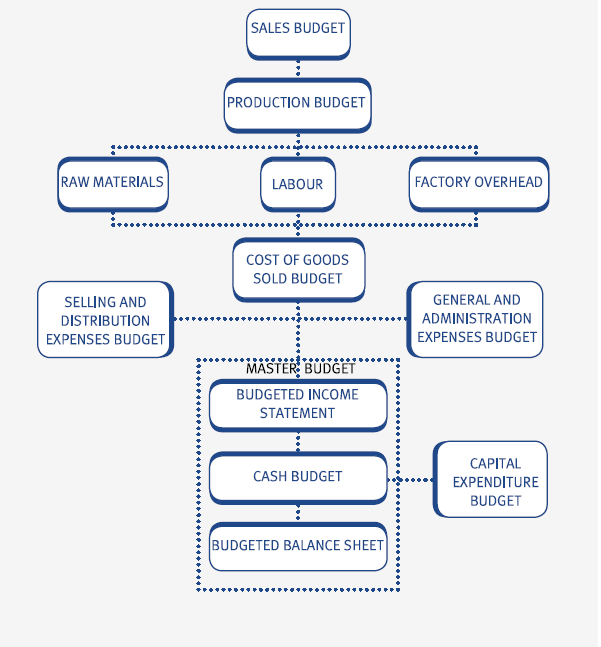 SALES BUDGET
PRODUCTION BUDGET
RAW MATERIALS
LABOUR
FACTORY OVERHEAD
COST OF GOODS
SOLD BUDGET
SELLING AND
DISTRIBUTION
EXPENSES BUDGET
GENERAL AND
ADMINISTRATION
EXPENSES BUDGET
MASTER BUDGET
BUDGETED INCOME
STATEMENT
CASH BUDGET
CAPITAL
EXPENDITURE
BUDGET
BUDGETED BALANCE SHEET